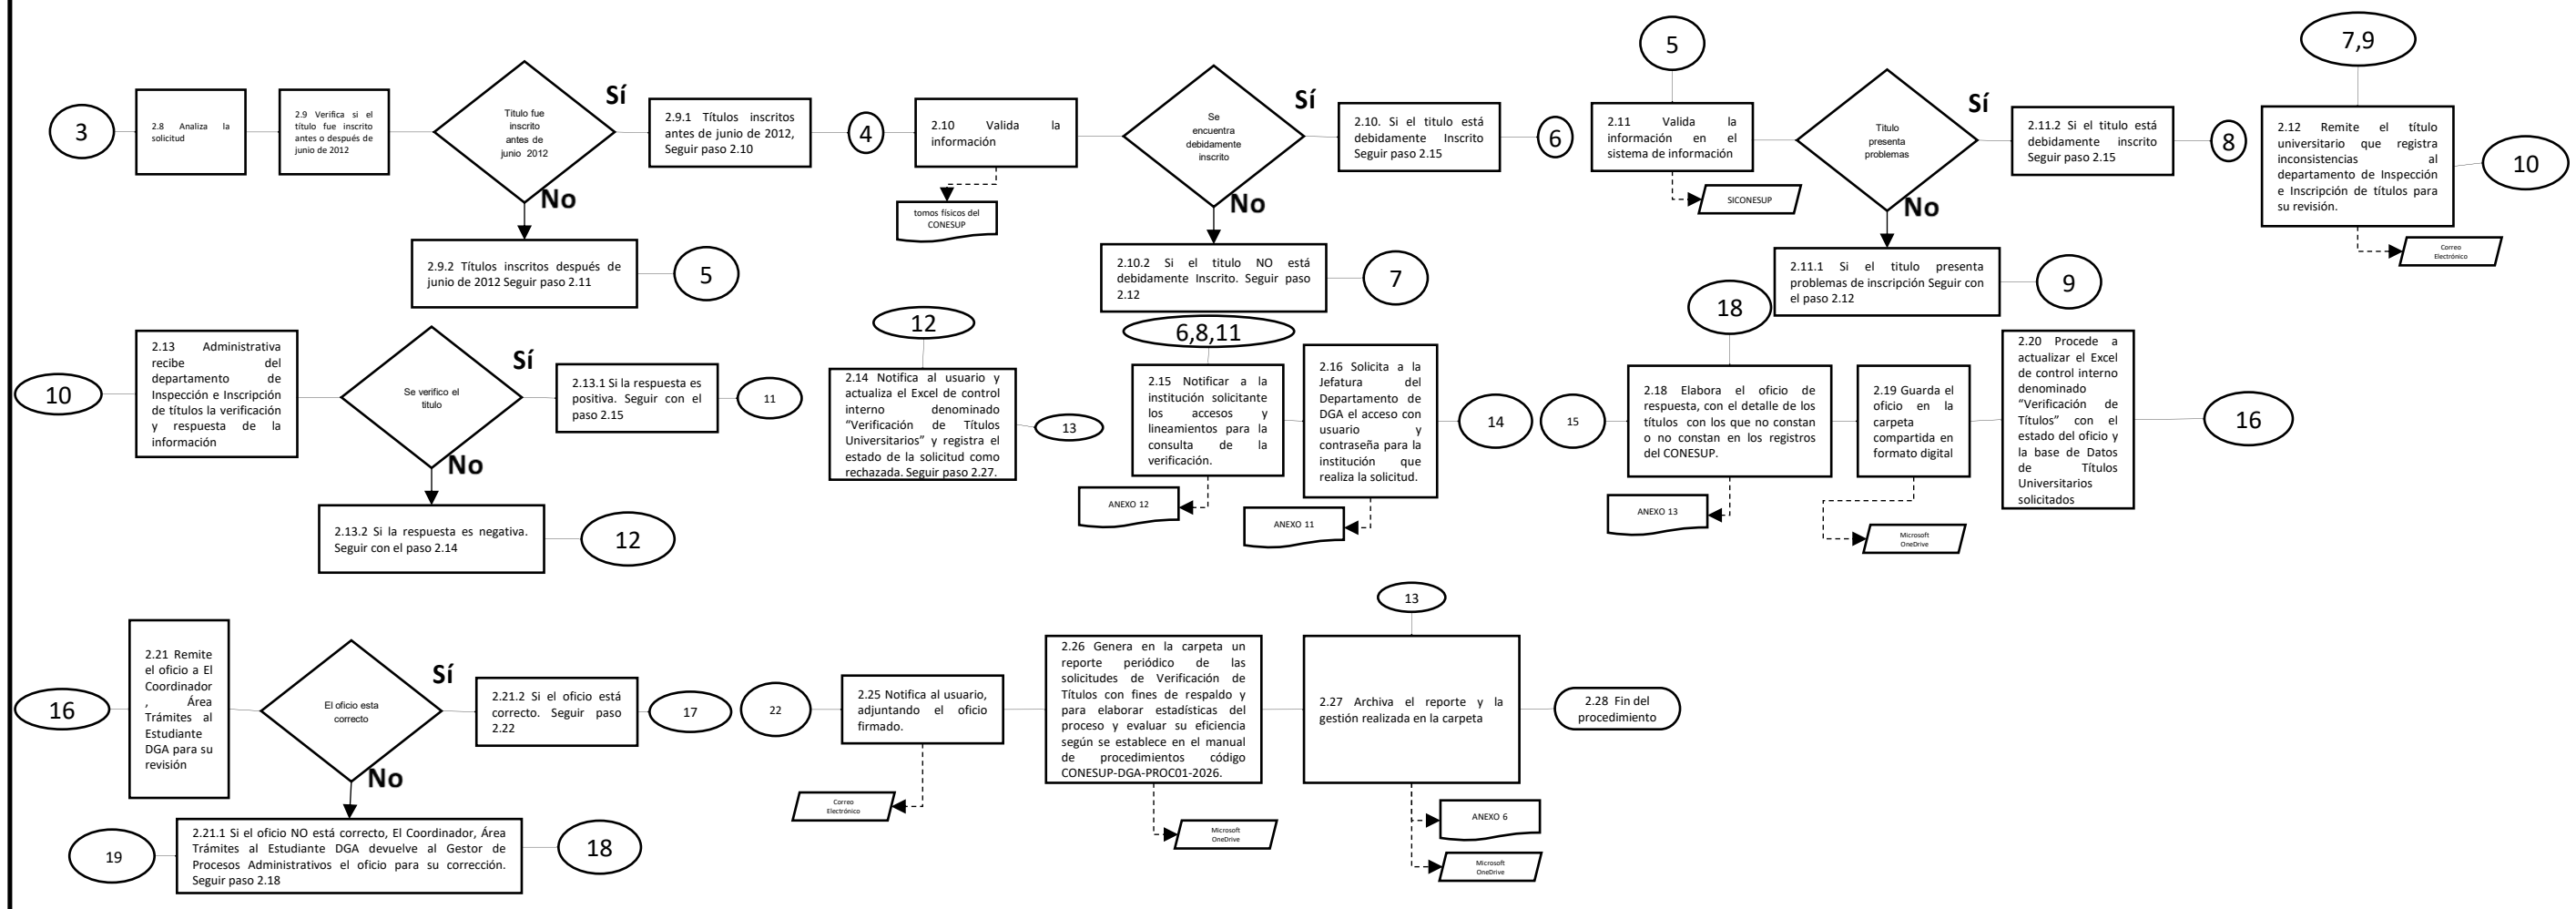 3
2.8 Analiza la
solicitud
2.9 Verifica si el
título fue inscrito
antes o después de
junio de 2012
Titulo fue
inscrito
antes de
junio 2012
Sí
No
2.9.1 Títulos inscritos
antes de junio de 2012,
Seguir paso 2.10
4
2.9.2 Títulos inscritos después de
junio de 2012 Seguir paso 2.11
5
2.10 Valida la
información
tomos físicos del
CONESUP
Se
encuentra
debidamente
inscrito
Sí
No
2.10. Si el titulo está
debidamente Inscrito
Seguir paso 2.15
6
2.10.2 Si el titulo NO está
debidamente Inscrito. Seguir paso
2.12
7
5
2.11 Valida la
información en el
sistema de información
SICONESUP
Titulo
presenta
problemas
Sí
No
2.11.2 Si el titulo está
debidamente inscrito
Seguir paso 2.15
8
2.11.1 Si el titulo presenta
problemas de inscripción Seguir con
el paso 2.12
9
7,9
2.12 Remite el título
universitario que registra
inconsistencias al
departamento de Inspección
e Inscripción de títulos para
su revisión.
Correo
Electrónico
10
10
2.13 Administrativa
recibe del
departamento de
Inspección e Inscripción
de títulos la verificación
y respuesta de la
información
Se verifico el
titulo
Sí
No
2.13.1 Si la respuesta es
positiva. Seguir con el
paso 2.15
11
2.13.2 Si la respuesta es negativa.
Seguir con el paso 2.14
12
12
2.14 Notifica al usuario y
actualiza el Excel de control
interno denominado
“Verificación de Títulos
Universitarios” y registra el
estado de la solicitud como
rechazada. Seguir paso 2.27.
13
6,8,11
2.15 Notificar a la
institución solicitante
los accesos y
lineamientos para la
consulta de la
verificación.
ANEXO 12
2.16 Solicita a la
Jefatura del
Departamento de
DGA el acceso con
usuario y
contraseña para la
institución que
realiza la solicitud.
ANEXO 11
14
15
18
2.18 Elabora el oficio de
respuesta, con el detalle de los
títulos con los que no constan
o no constan en los registros
del CONESUP.
ANEXO 13
2.19 Guarda el
oficio en la
carpeta
compartida en
formato digital
Microsoft
OneDrive
2.20 Procede a
actualizar el Excel
de control interno
denominado
“Verificación de
Títulos” con el
estado del oficio y
la base de Datos
de Títulos
Universitarios
solicitados
16
16
2.21 Remite
el oficio a El
Coordinador
, Área
Trámites al
Estudiante
DGA para su
revisión
El oficio esta
correcto
Sí
No
2.21.2 Si el oficio está
correcto. Seguir paso
2.22
17
19
2.21.1 Si el oficio NO está correcto, El Coordinador, Área
Trámites al Estudiante DGA devuelve al Gestor de
Procesos Administrativos el oficio para su corrección.
Seguir paso 2.18
18
22
2.25 Notifica al usuario,
adjuntando el oficio
firmado.
Correo
Electrónico
2.26 Genera en la carpeta un
reporte periódico de las
solicitudes de Verificación de
Títulos con fines de respaldo y
para elaborar estadísticas del
proceso y evaluar su eficiencia
según se establece en el manual
de procedimientos código
CONESUP-DGA-PROC01-2026.
Microsoft
OneDrive
13
2.27 Archiva el reporte y la
gestión realizada en la carpeta
ANEXO 6
Microsoft
OneDrive
2.28 Fin del
procedimiento